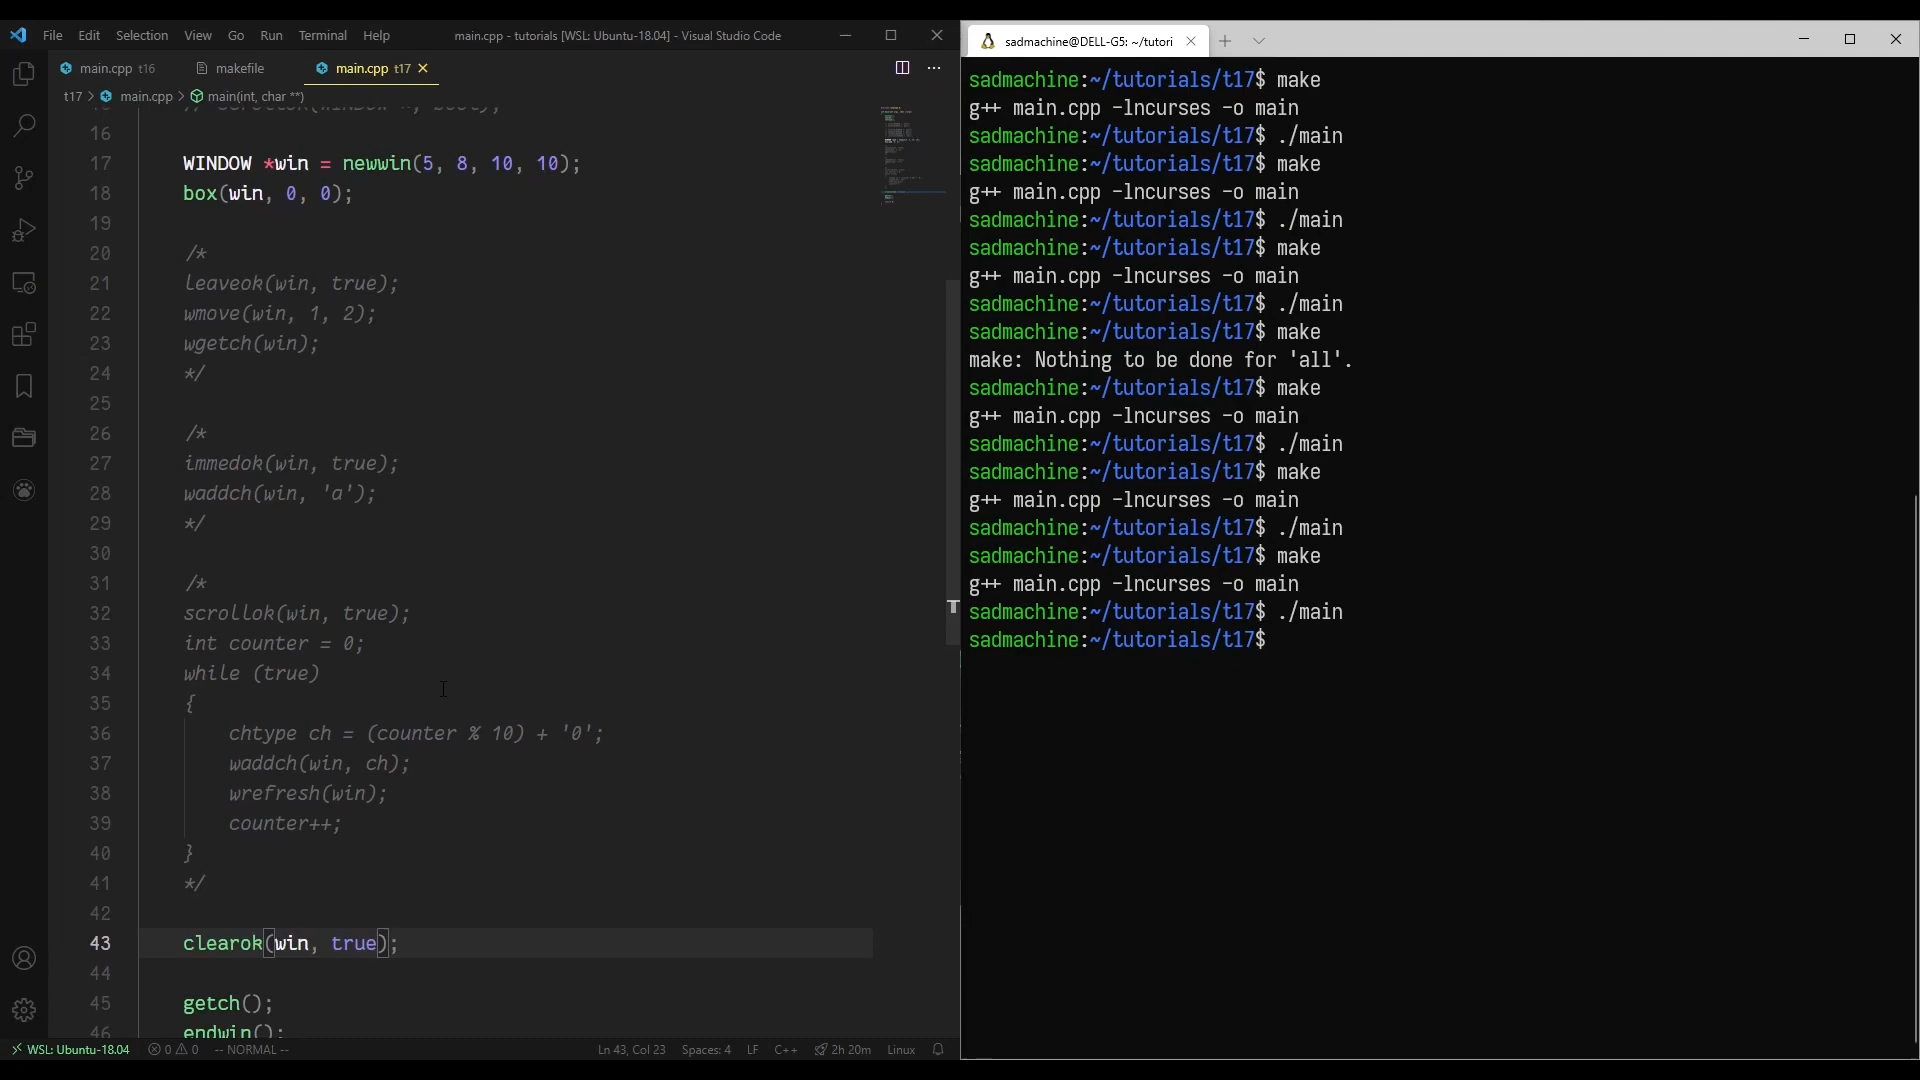 File Edit Selection View Go Run Terminal Help
main.cpp - tutorials [WSL: Ubuntu-18.04] - Visual Studio Code
main.cpp t16
makefile
main.cpp t17
t17 > main.cpp > main(int, char **)
16
17 WINDOW *win = newwin(5, 8, 10, 10);
18 box(win, 0, 0);
19
20 /*
21 leaveok(win, true);
22 wmove(win, 1, 2);
23 wgetch(win);
24 */
25
26 /*
27 immedok(win, true);
28 waddch(win, 'a');
29 */
30
31 /*
32 scrollok(win, true);
33 int counter = 0;
34 while (true)
35 {
36 chtype ch = (counter % 10) + '0';
37 waddch(win, ch);
38 wrefresh(win);
39 counter++;
40 }
41 */
42
43 clearok(win, true);
44
45 getch();
46 endwin();
WSL: Ubuntu-18.04 0 0 -- NORMAL -- Ln 43, Col 23 Spaces: 4 LF C++ 2h 20m Linux
sadmachine@DELL-G5: ~/tutori
sadmachine:~/tutorials/t17$ make
g++ main.cpp -lncurses -o main
sadmachine:~/tutorials/t17$ ./main
sadmachine:~/tutorials/t17$ make
g++ main.cpp -lncurses -o main
sadmachine:~/tutorials/t17$ ./main
sadmachine:~/tutorials/t17$ make
g++ main.cpp -lncurses -o main
sadmachine:~/tutorials/t17$ ./main
sadmachine:~/tutorials/t17$ make
make: Nothing to be done for 'all'.
sadmachine:~/tutorials/t17$ make
g++ main.cpp -lncurses -o main
sadmachine:~/tutorials/t17$ ./main
sadmachine:~/tutorials/t17$ make
g++ main.cpp -lncurses -o main
sadmachine:~/tutorials/t17$ ./main
sadmachine:~/tutorials/t17$ make
g++ main.cpp -lncurses -o main
sadmachine:~/tutorials/t17$ ./main
sadmachine:~/tutorials/t17$